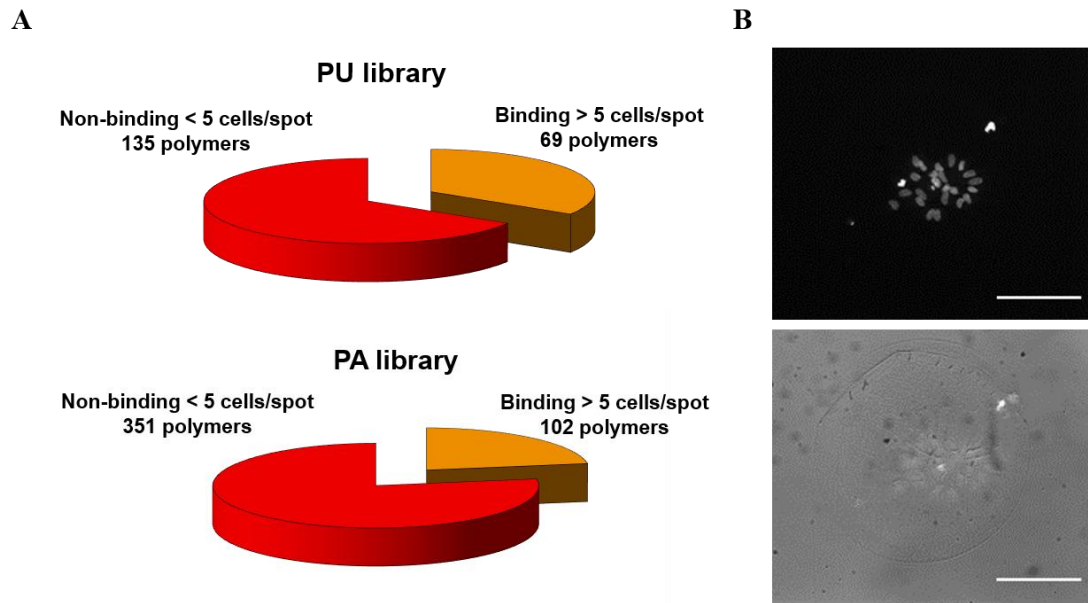 A
B
PU library
Non-binding < 5 cells/spot
135 polymers
Binding > 5 cells/spot
69 polymers
PA library
Non-binding < 5 cells/spot
351 polymers
Binding > 5 cells/spot
102 polymers